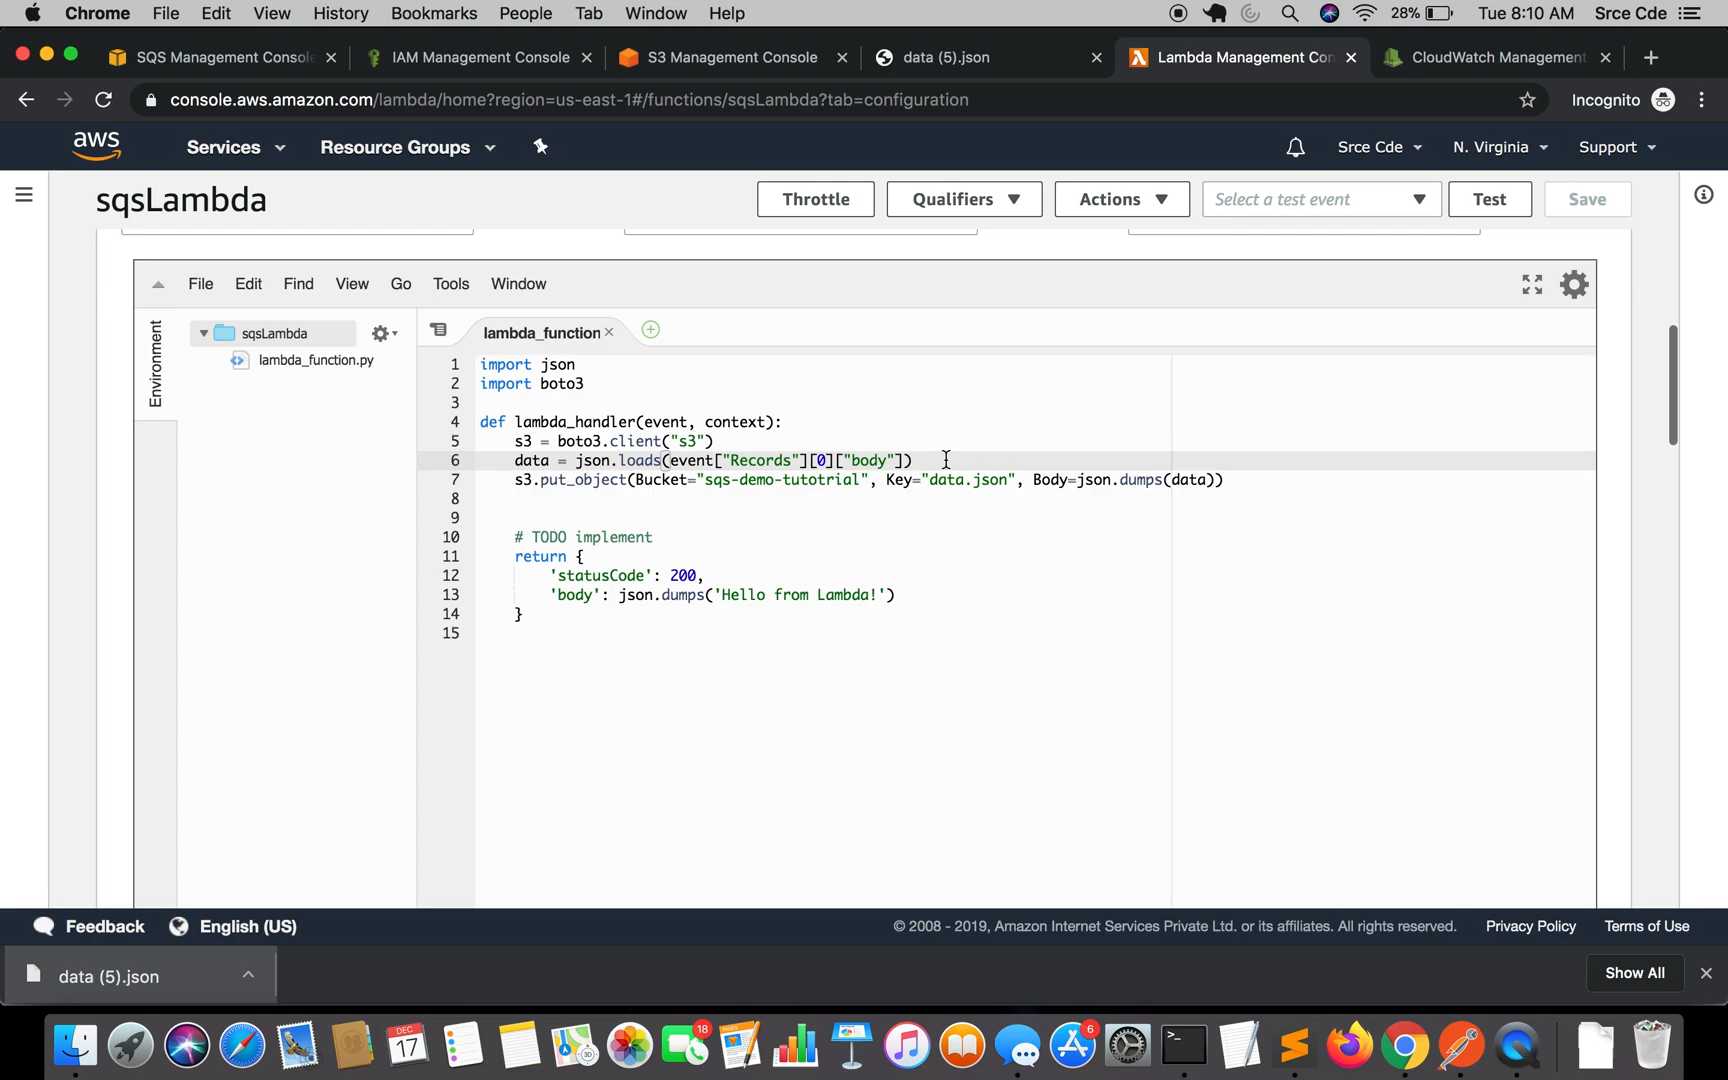 Chrome File Edit View History Bookmarks People Tab Window Help 28% Tue 8:10 AM Srce Cde
SQS Management Console IAM Management Console S3 Management Console data (5).json Lambda Management Con CloudWatch Management
console.aws.amazon.com/lambda/home?region=us-east-1#/functions/sqsLambda?tab=configuration Incognito
aws Services Resource Groups Srce Cde N. Virginia Support
sqsLambda Throttle Qualifiers Actions Select a test event Test Save
File Edit Find View Go Tools Window
Environment
sqsLambda
lambda_function.py
lambda_function
1 import json
2 import boto3
3
4 def lambda_handler(event, context):
5 s3 = boto3.client("s3")
6 data = json.loads(event["Records"][0]["body"])
7 s3.put_object(Bucket="sqs-demo-tutotrial", Key="data.json", Body=json.dumps(data))
8
9
10 # TODO implement
11 return {
12 'statusCode': 200,
13 'body': json.dumps('Hello from Lambda!')
14 }
15
Feedback English (US) © 2008 - 2019, Amazon Internet Services Private Ltd. or its affiliates. All rights reserved. Privacy Policy Terms of Use
data (5).json Show All
DEC
17
18
6